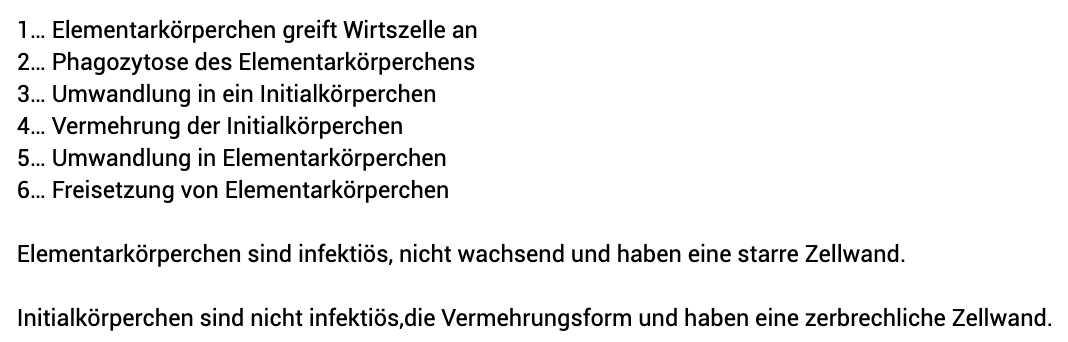 1... Elementarkörperchen greift Wirtszelle an
2... Phagozytose des Elementarkörperchens
3... Umwandlung in ein Initialkörperchen
4... Vermehrung der Initialkörperchen
5... Umwandlung in Elementarkörperchen
6... Freisetzung von Elementarkörperchen
Elementarkörperchen sind infektiös, nicht wachsend und haben eine starre Zellwand.
Initialkörperchen sind nicht infektiös,die Vermehrungsform und haben eine zerbrechliche Zellwand.